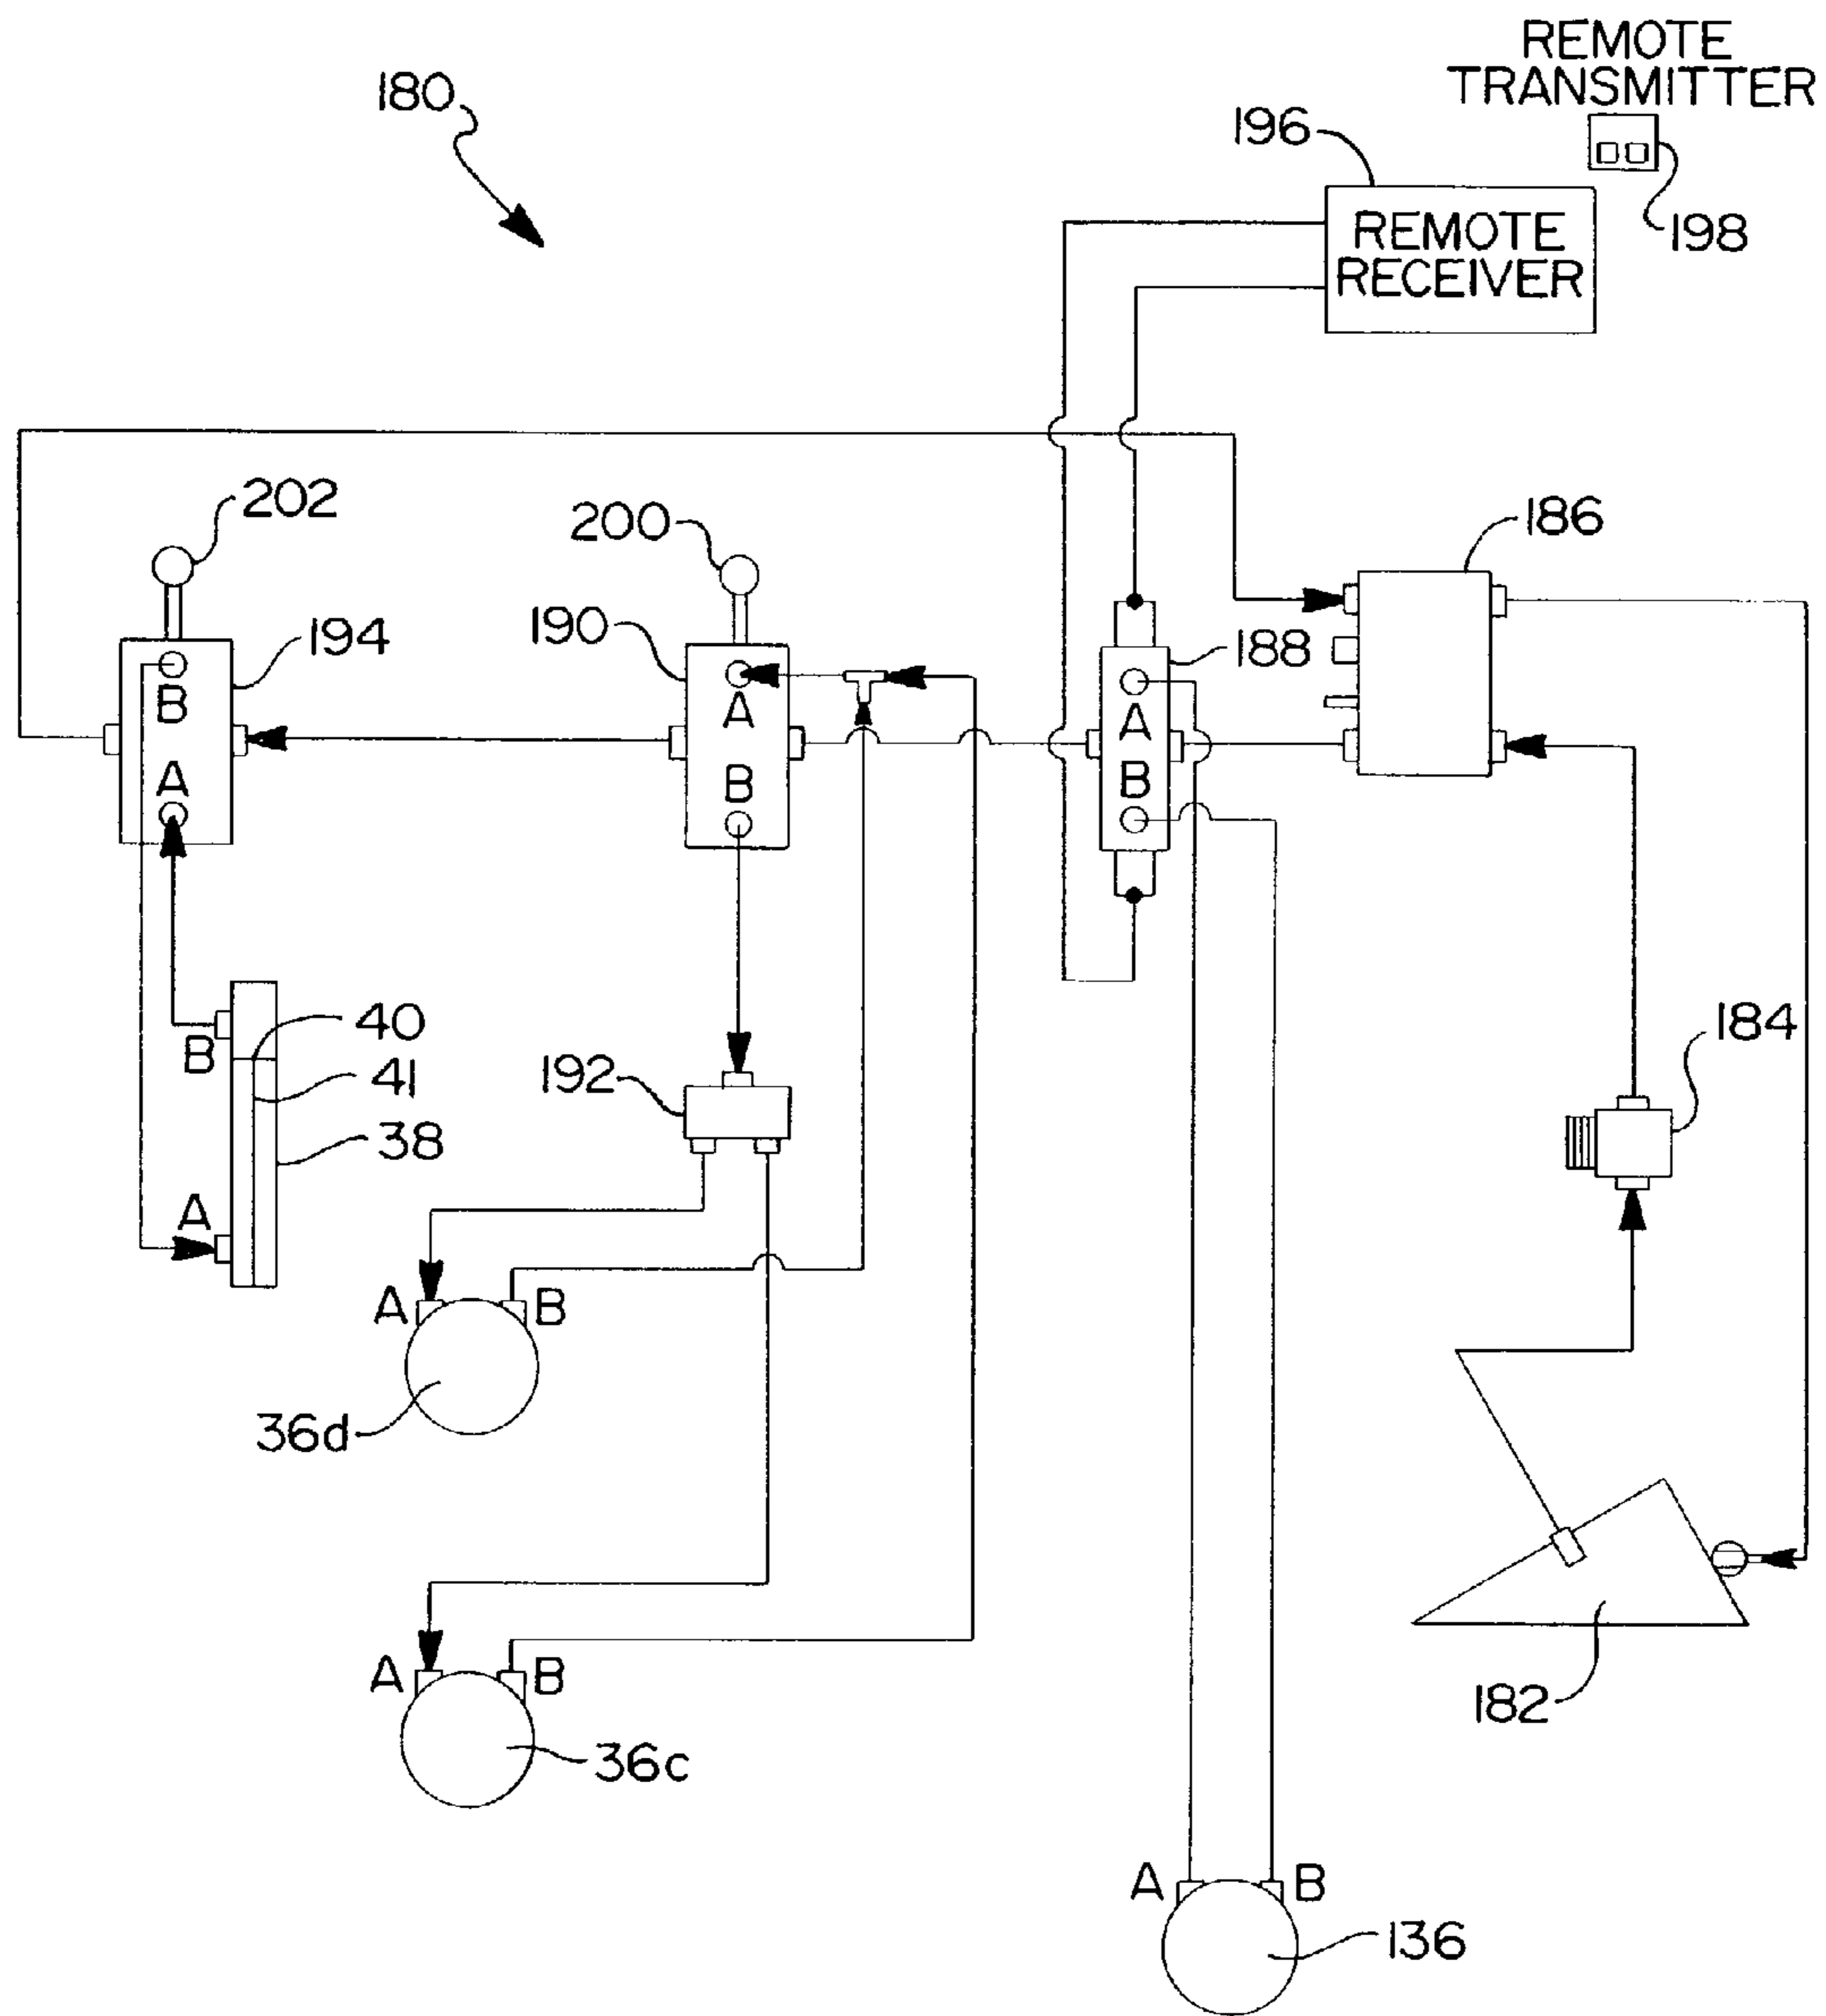 REMOTE
TRANSMITTER
180
196
198
REMOTE
RECEIVER
202
200
186
194
190
188
B
A
A
B
A
B
184
40
B
41
192
38
A
A
B
36d
A
B
36c
182
A
B
136